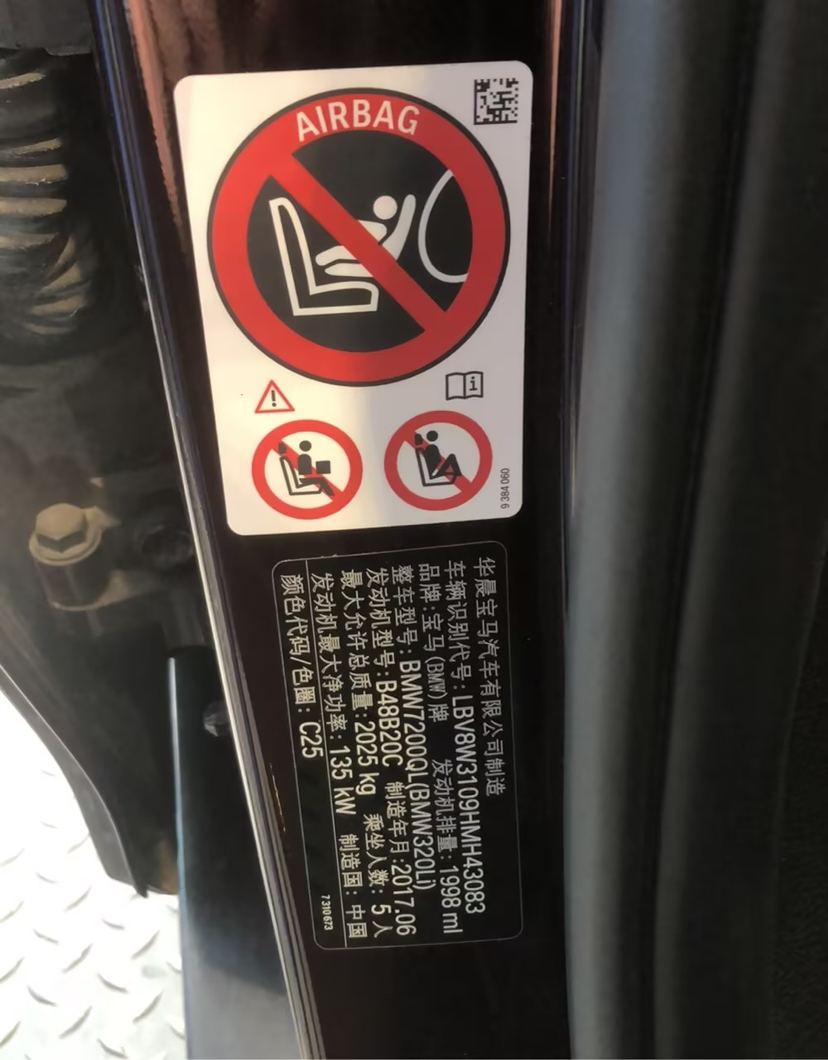 AIRBAG
9 384 060
华晨宝马汽车有限公司制造
车辆识别代号:LBV8W3109HMH43083
品牌:宝马(BMW)牌 发动机排量:1998 ml
整车型号:BMW7200QL(BMW320Li)
发动机型号:B48B20C 制造年月:2017.06
最大允许总质量:2025 kg 乘坐人数:5人
发动机最大净功率:135 kW 制造国:中国
颜色代码/色圈:C25
7 310 673